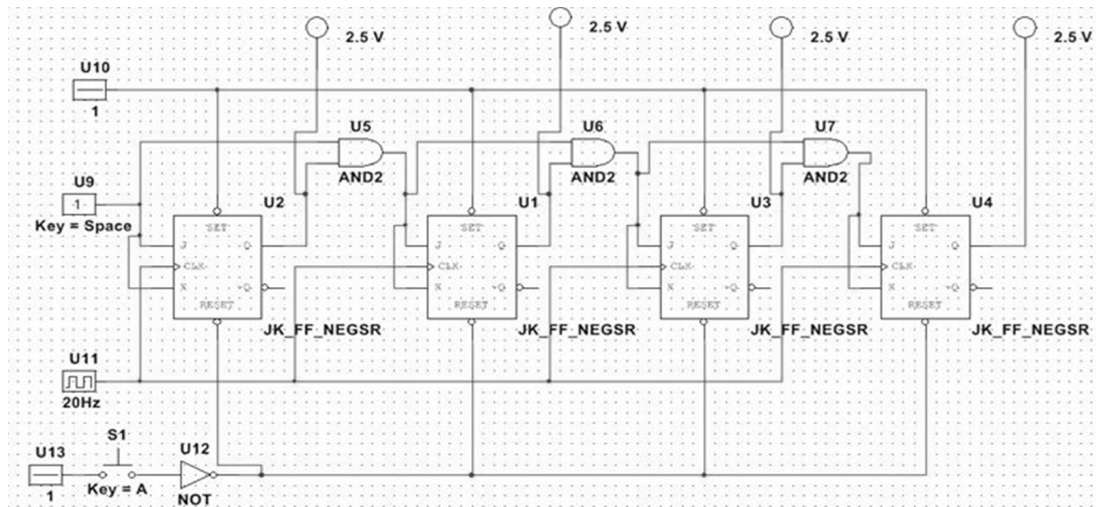 2.5 V
2.5 V
2.5 V
2.5 V
U10
1
U5
AND2
U6
AND2
U7
AND2
U9
1
Key = Space
U2
SET
J
Q
CLK
K
~Q
RESET
JK_FF_NEGSR
U1
SET
J
Q
CLK
K
~Q
RESET
JK_FF_NEGSR
U3
SET
J
Q
CLK
K
~Q
RESET
JK_FF_NEGSR
U4
SET
J
Q
CLK
K
~Q
RESET
JK_FF_NEGSR
U11
20Hz
S1
Key = A
U13
1
U12
NOT